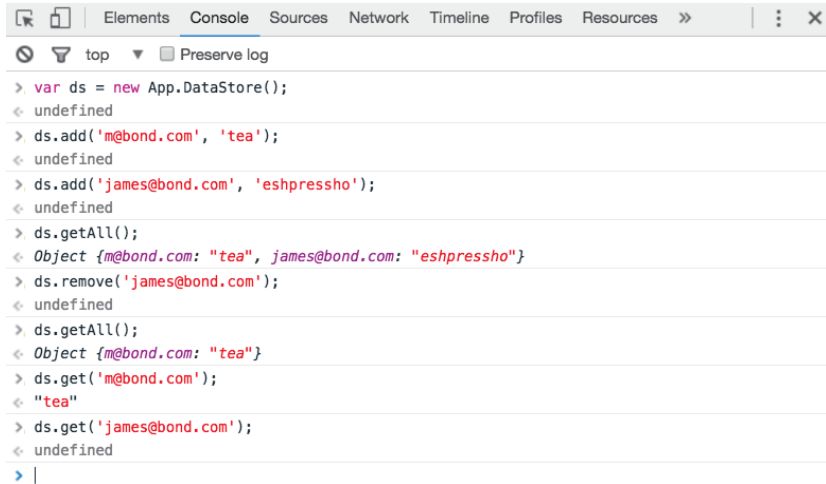 Elements Console Sources Network Timeline Profiles Resources »
top ▼ Preserve log
> var ds = new App.DataStore();
< undefined
> ds.add('m@bond.com', 'tea');
< undefined
> ds.add('james@bond.com', 'eshpressho');
< undefined
> ds.getAll();
< Object {m@bond.com: "tea", james@bond.com: "eshpressho"}
> ds.remove('james@bond.com');
< undefined
> ds.getAll();
< Object {m@bond.com: "tea"}
> ds.get('m@bond.com');
< "tea"
> ds.get('james@bond.com');
< undefined
>